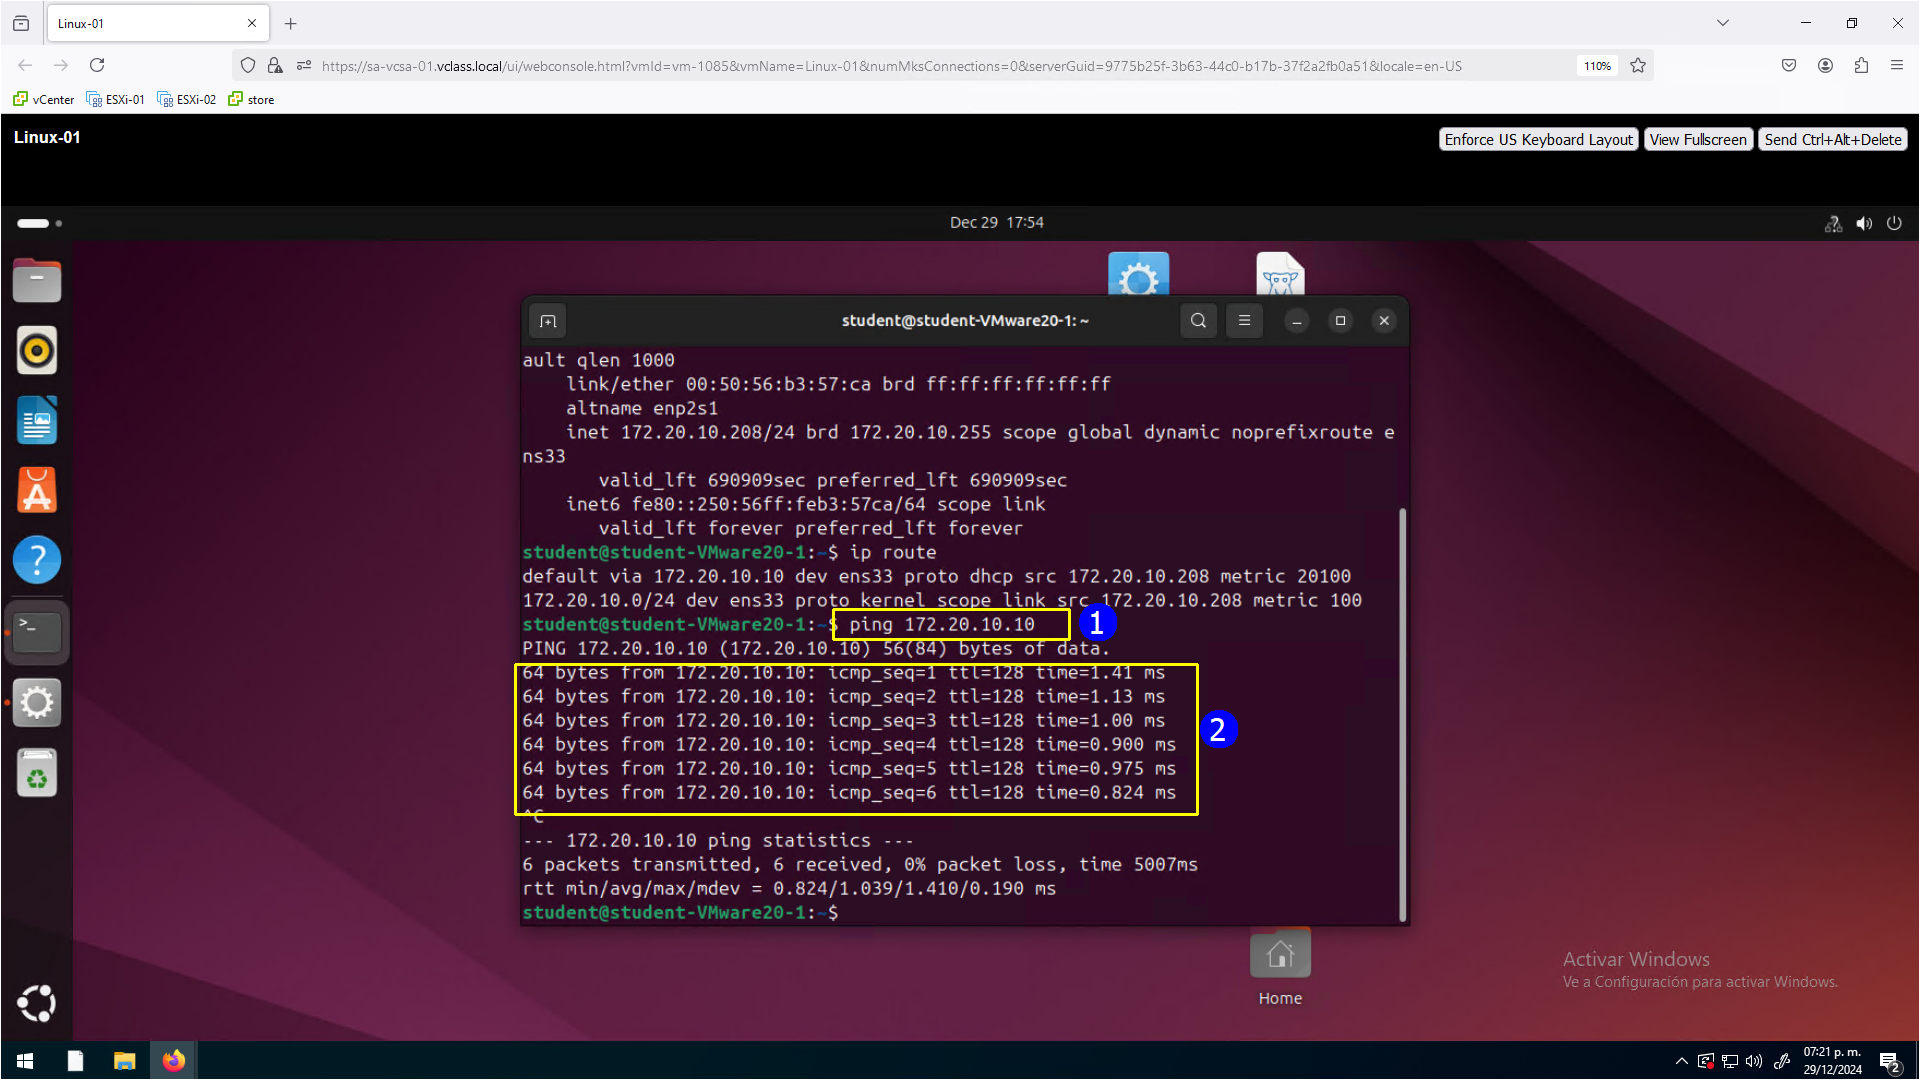 Linux-01
https://sa-vcsa-01.vclass.local/ui/webconsole.html?vmId=vm-1085&vmName=Linux-01&numMksConnections=0&serverGuid=9775b25f-3b63-44c0-b17b-37f2a2fb0a51&locale=en-US
110%
vCenter ESXi-01 ESXi-02 store
Linux-01
Enforce US Keyboard Layout View Fullscreen Send Ctrl+Alt+Delete
Dec 29 17:54
student@student-VMware20-1: ~
ault qlen 1000
link/ether 00:50:56:b3:57:ca brd ff:ff:ff:ff:ff:ff
altname enp2s1
inet 172.20.10.208/24 brd 172.20.10.255 scope global dynamic noprefixroute e
ns33
valid_lft 690909sec preferred_lft 690909sec
inet6 fe80::250:56ff:feb3:57ca/64 scope link
valid_lft forever preferred_lft forever
student@student-VMware20-1:~$ ip route
default via 172.20.10.10 dev ens33 proto dhcp src 172.20.10.208 metric 20100
172.20.10.0/24 dev ens33 proto kernel scope link src 172.20.10.208 metric 100
student@student-VMware20-1:~$ ping 172.20.10.10
1
PING 172.20.10.10 (172.20.10.10) 56(84) bytes of data.
64 bytes from 172.20.10.10: icmp_seq=1 ttl=128 time=1.41 ms
64 bytes from 172.20.10.10: icmp_seq=2 ttl=128 time=1.13 ms
64 bytes from 172.20.10.10: icmp_seq=3 ttl=128 time=1.00 ms
2
64 bytes from 172.20.10.10: icmp_seq=4 ttl=128 time=0.900 ms
64 bytes from 172.20.10.10: icmp_seq=5 ttl=128 time=0.975 ms
64 bytes from 172.20.10.10: icmp_seq=6 ttl=128 time=0.824 ms
^C
--- 172.20.10.10 ping statistics ---
6 packets transmitted, 6 received, 0% packet loss, time 5007ms
rtt min/avg/max/mdev = 0.824/1.039/1.410/0.190 ms
student@student-VMware20-1:~$
Home
Activar Windows
Ve a Configuración para activar Windows.
07:21 p. m.
29/12/2024
2